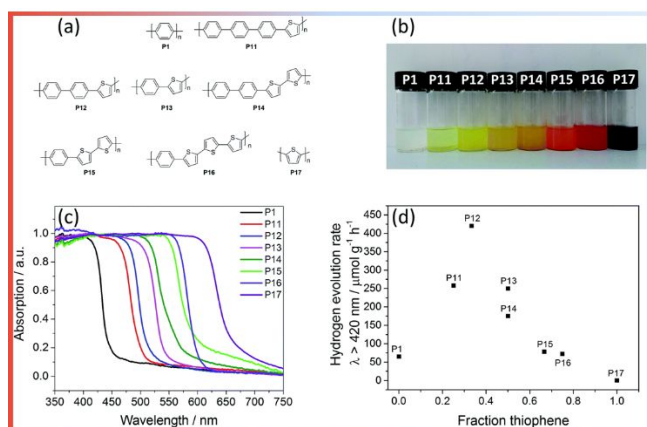 (a)
P1
P11
P12
P13
P14
P15
P16
P17
(b)
P1 P11 P12 P13 P14 P15 P16 P17
(c)
Absorption / a.u.
1.0
0.8
0.6
0.4
0.2
0.0
350 400 450 500 550 600 650 700 750
Wavelength / nm
P1
P11
P12
P13
P14
P15
P16
P17
(d)
Hydrogen evolution rate
λ > 420 nm / μmol g⁻¹ h⁻¹
450
400
350
300
250
200
150
100
50
0
0.0 0.2 0.4 0.6 0.8 1.0
Fraction thiophene
P1
P11
P12
P13
P14
P15
P16
P17